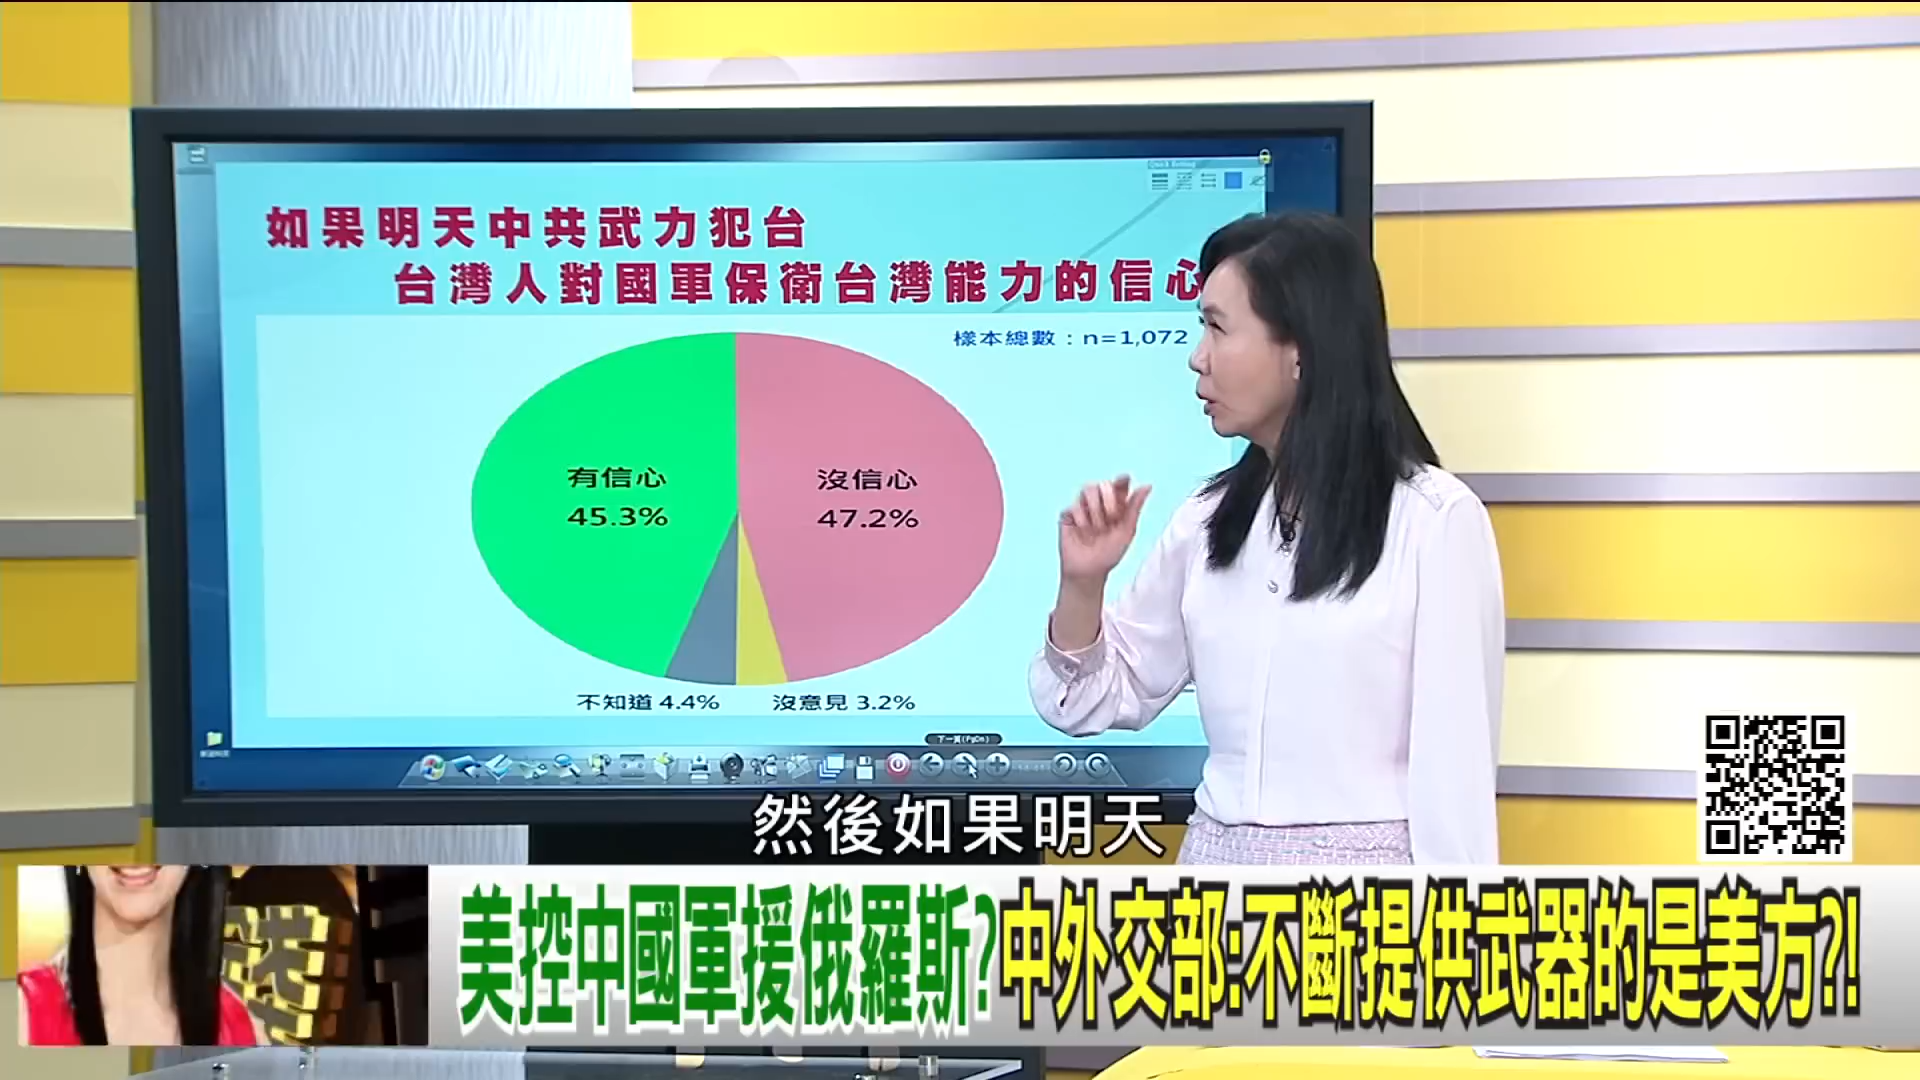 如果明天中共武力犯台
台灣人對國軍保衛台灣能力的信心
樣本總數：n=1,072
有信心
45.3%
沒信心
47.2%
不知道 4.4%
沒意見 3.2%
下一頁(PgDn)
然後如果明天
美控中國軍援俄羅斯?中外交部:不斷提供武器的是美方?!